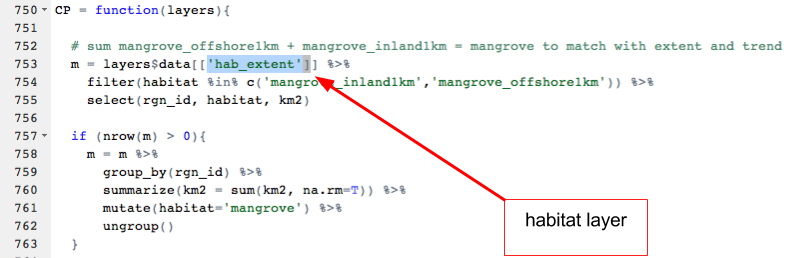 750 CP = function(layers){
751
752 # sum mangrove_offshore1km + mangrove_inland1km = mangrove to match with extent and trend
753 m = layers$data[['hab_extent']] %>%
754 filter(habitat %in% c('mangrove_inland1km','mangrove_offshore1km')) %>%
755 select(rgn_id, habitat, km2)
756
757 if (nrow(m) > 0){
758 m = m %>%
759 group_by(rgn_id) %>%
760 summarize(km2 = sum(km2, na.rm=T)) %>%
761 mutate(habitat='mangrove') %>%
762 ungroup()
763 }
habitat layer